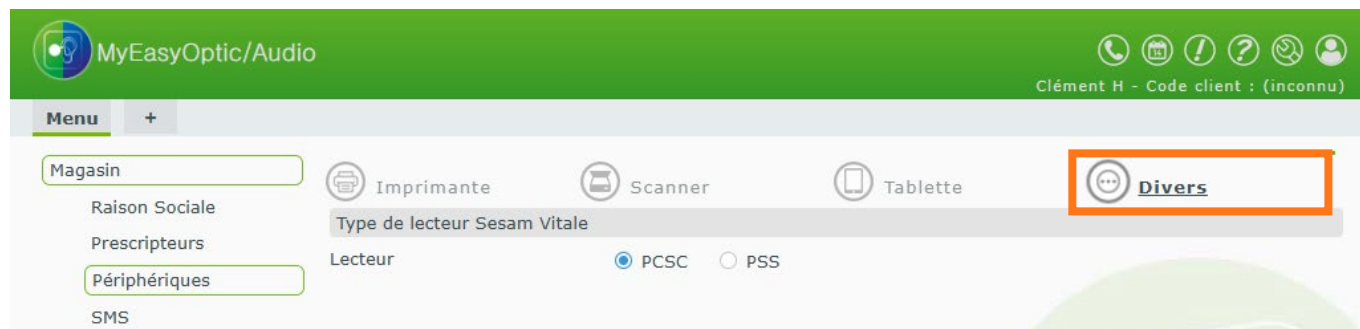 MyEasyOptic/Audio
14
Clément H - Code client : (inconnu)
Menu +
Magasin
Raison Sociale
Prescripteurs
Périphériques
SMS
Imprimante Scanner Tablette Divers
Type de lecteur Sesam Vitale
Lecteur PCSC PSS